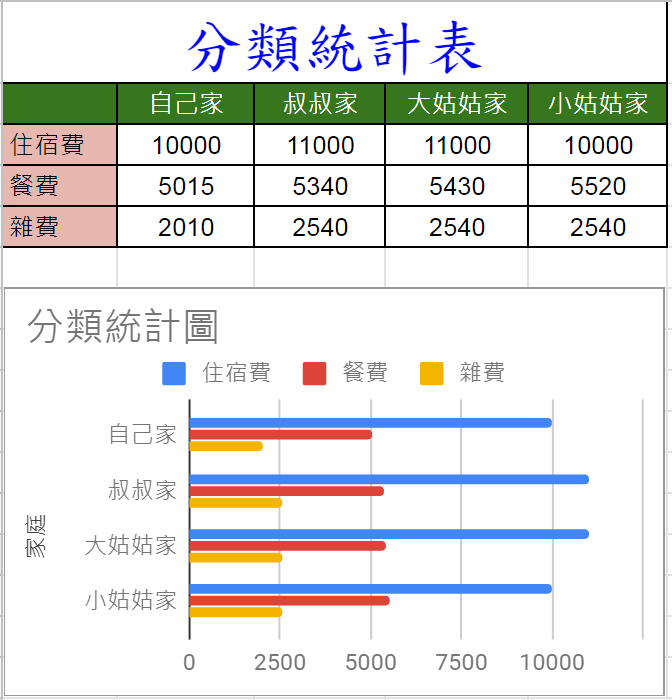 分類統計表
自己家 叔叔家 大姑姑家 小姑姑家
住宿費 10000 11000 11000 10000
餐費 5015 5340 5430 5520
雜費 2010 2540 2540 2540
分類統計圖
住宿費 餐費 雜費
家庭
自己家
叔叔家
大姑姑家
小姑姑家
0 2500 5000 7500 10000